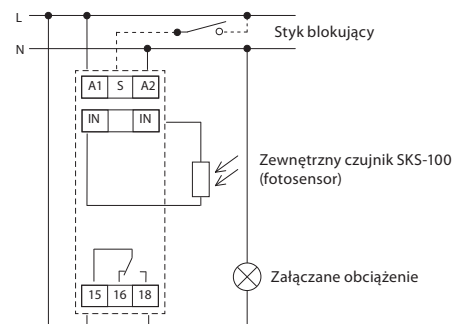 L
Styk blokujący
N
A1 S A2
IN IN
Zewnętrzny czujnik SKS-100
(fotosensor)
Załączane obciążenie
15 16 18